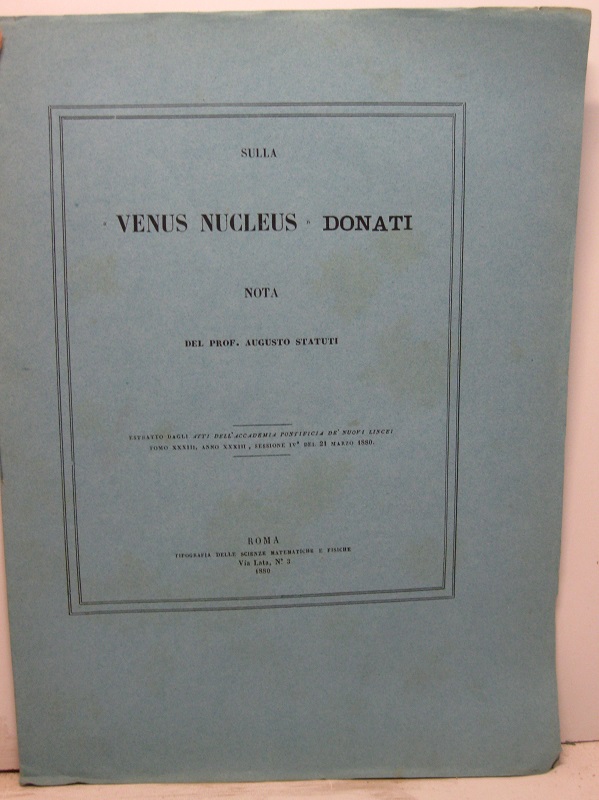 SULLA
VENUS NUCLEUS DONATI
NOTA
DEL PROF. AUGUSTO STATUTI
ESTRATTO DAGLI ATTI DELL'ACCADEMIA PONTIFICIA DE' NUOVI LINCEI
TOMO XXXIII, ANNO XXXIII, SESSIONE IVª DEL 21 MARZO 1880.
ROMA
TIPOGRAFIA DELLE SCIENZE MATEMATICHE E FISICHE
Via Lata, Nº 3
1880